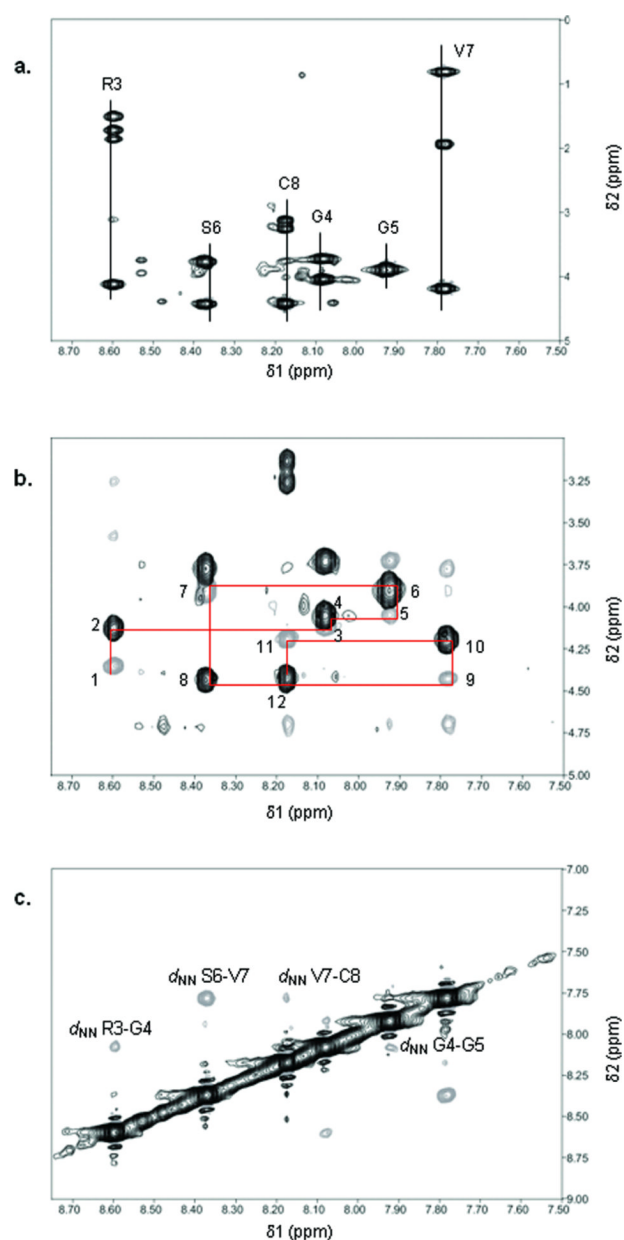 a.
R3
S6
C8
G4
G5
V7
0
1
2
3
4
5
δ2 (ppm)
8.70 8.60 8.50 8.40 8.30 8.20 8.10 8.00 7.90 7.80 7.70 7.60 7.50
δ1 (ppm)
b.
1
2
3
4
5
6
7
8
9
10
11
12
3.25
3.50
3.75
4.00
4.25
4.50
4.75
5.00
δ2 (ppm)
8.70 8.60 8.50 8.40 8.30 8.20 8.10 8.00 7.90 7.80 7.70 7.60 7.50
δ1 (ppm)
c.
dNN R3-G4
dNN S6-V7
dNN V7-C8
dNN G4-G5
7.00
7.25
7.50
7.75
8.00
8.25
8.50
8.75
9.00
δ2 (ppm)
8.70 8.60 8.50 8.40 8.30 8.20 8.10 8.00 7.90 7.80 7.70 7.60 7.50
δ1 (ppm)